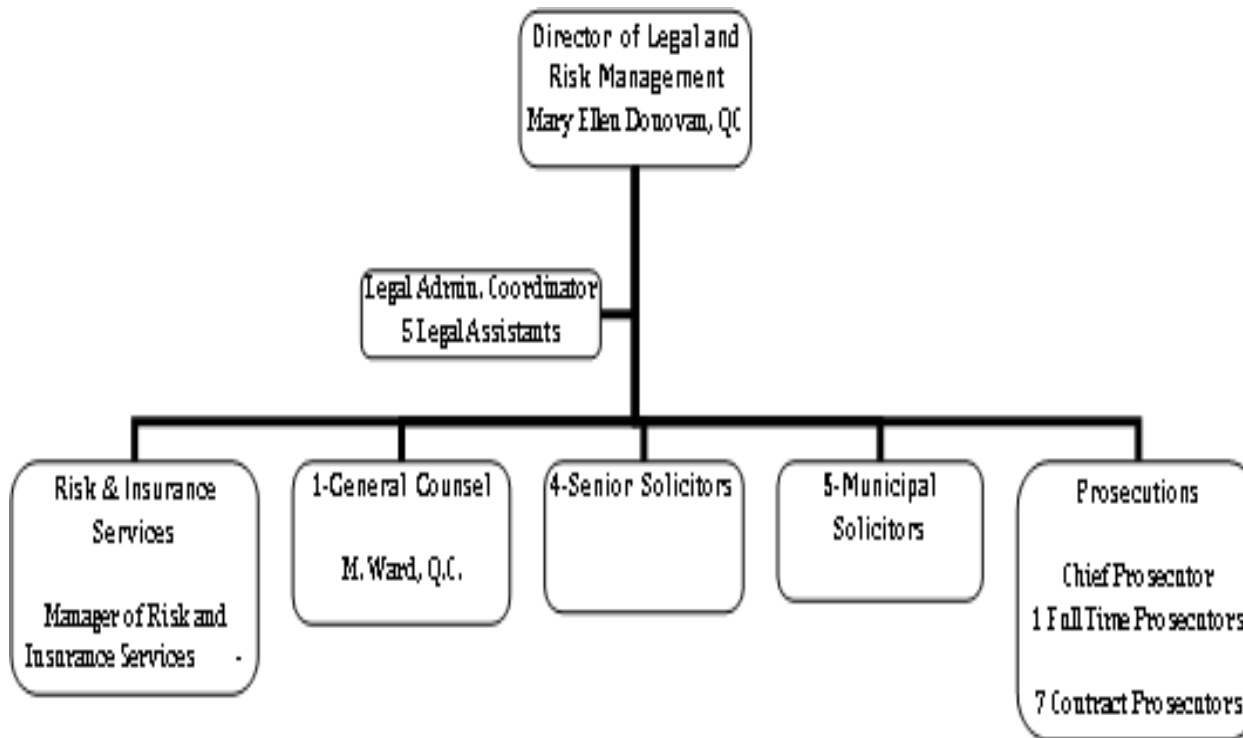 Director of Legal and
Risk Management
Mary Ellen Donovan, QC
Legal Admin. Coordinator
5 Legal Assistants
Risk & Insurance
Services
Manager of Risk and
Insurance Services -
1-General Counsel
M. Ward, Q.C.
4-Senior Solicitors
5-Municipal
Solicitors
Prosecutions
Chief Prosecutor
1 Full Time Prosecutors
7 Contract Prosecutors